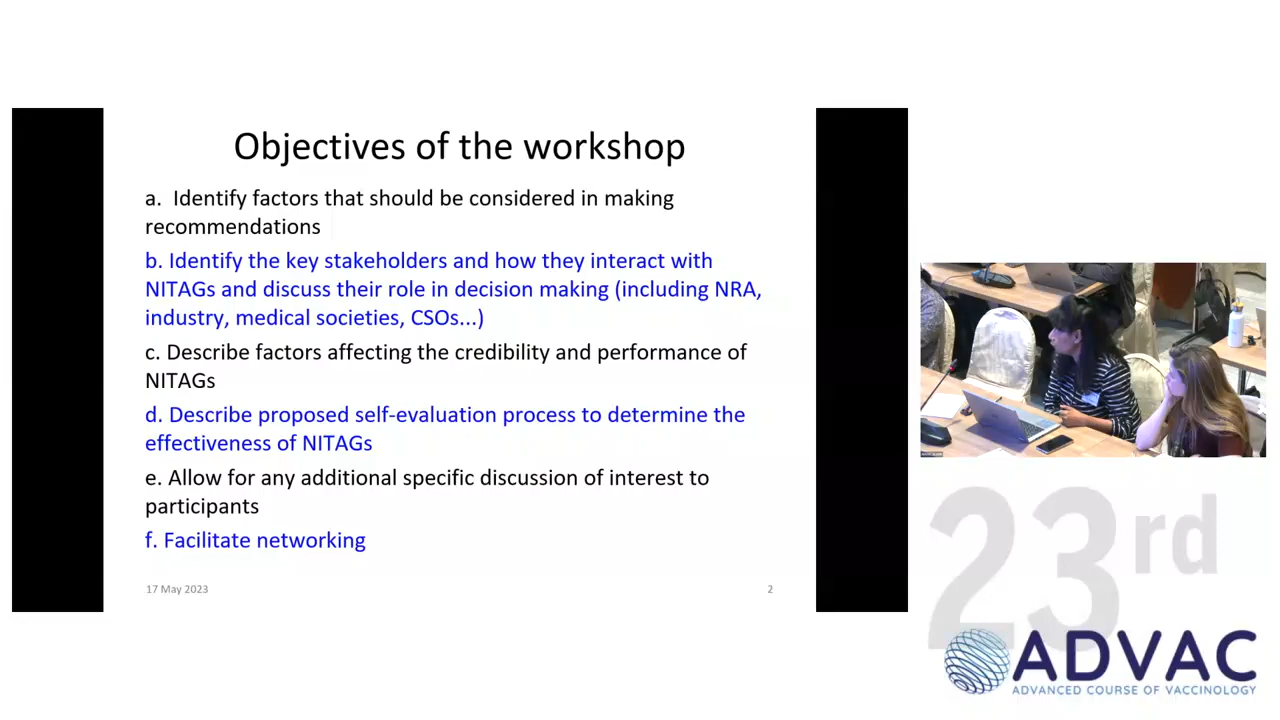 Objectives of the workshop
a. Identify factors that should be considered in making
recommendations
b. Identify the key stakeholders and how they interact with
NITAGs and discuss their role in decision making (including NRA,
industry, medical societies, CSOs...)
c. Describe factors affecting the credibility and performance of
NITAGs
d. Describe proposed self-evaluation process to determine the
effectiveness of NITAGs
e. Allow for any additional specific discussion of interest to
participants
f. Facilitate networking
17 May 2023
2
23rd
ADVAC
ADVANCED COURSE OF VACCINOLOGY